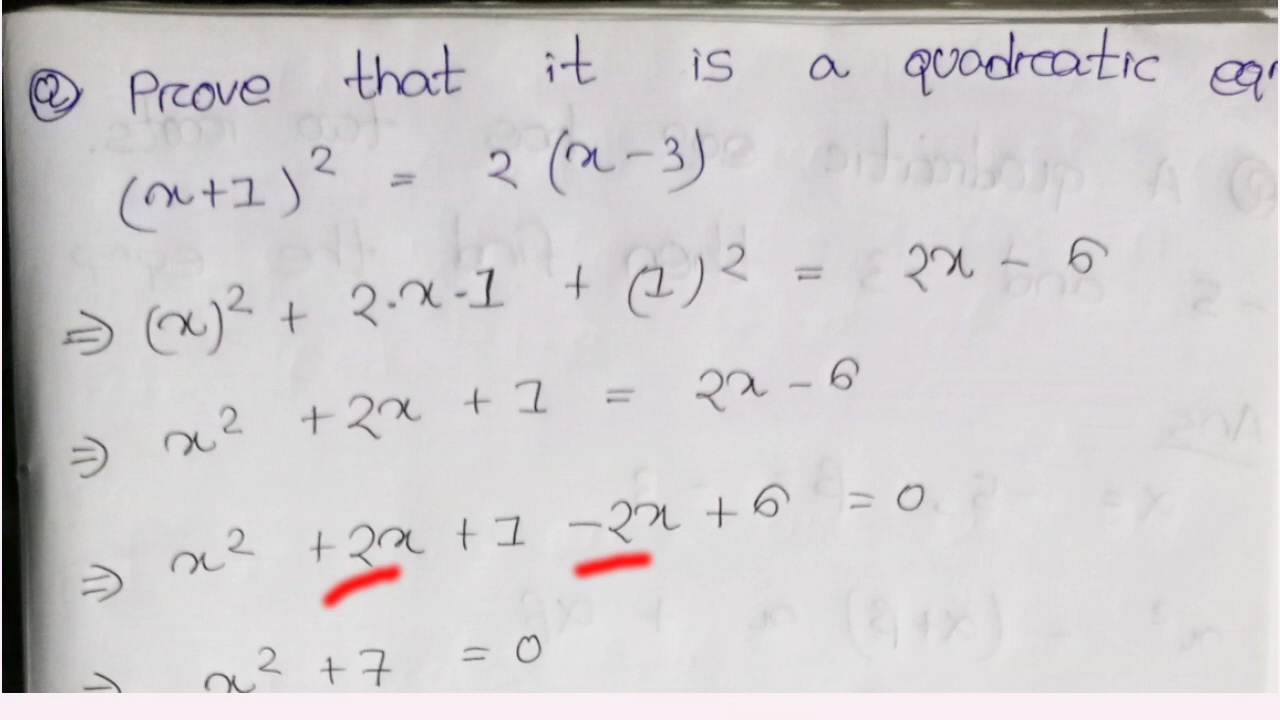 Q Prove that it is a quadratic eqn
(x+1)² = 2(x-3)
⇒ (x)² + 2·x·1 + (1)² = 2x - 6
⇒ x² + 2x + 1 = 2x - 6
⇒ x² + 2x + 1 - 2x + 6 = 0
⇒ x² + 7 = 0